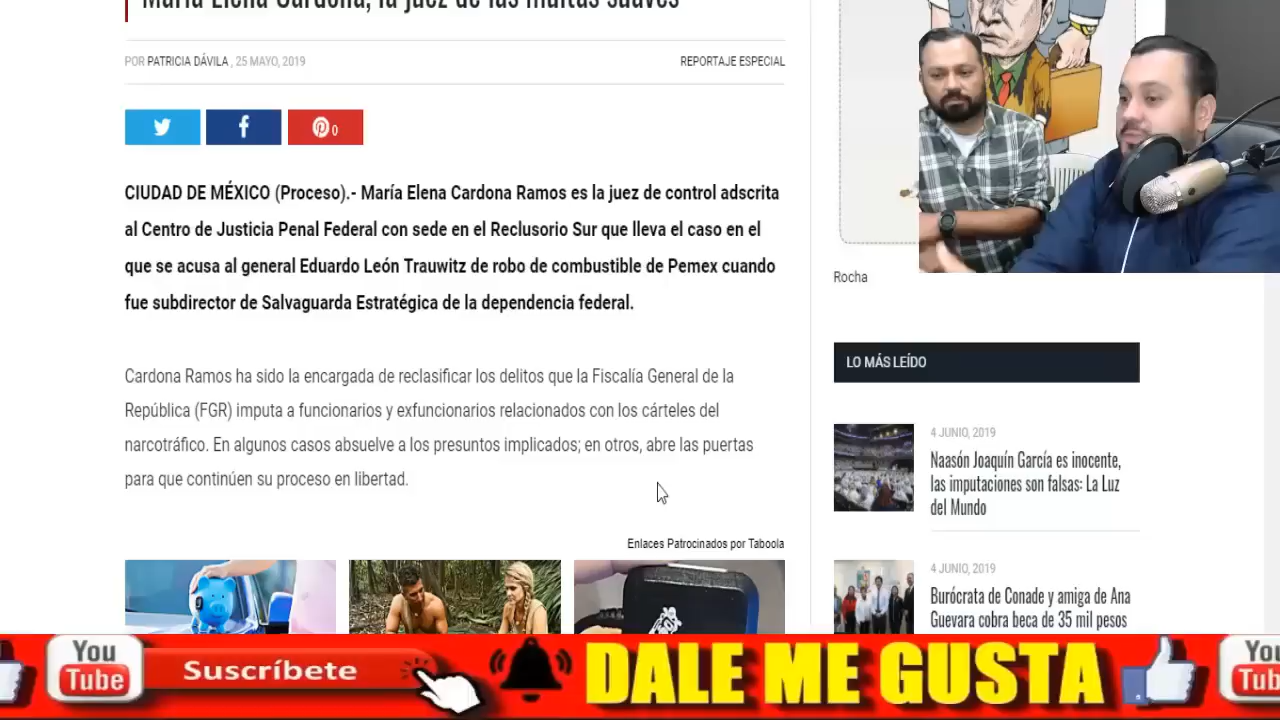 María Elena Cardona, la juez de las multas suaves
POR PATRICIA DÁVILA , 25 MAYO, 2019
REPORTAJE ESPECIAL
0
CIUDAD DE MÉXICO (Proceso).- María Elena Cardona Ramos es la juez de control adscrita
al Centro de Justicia Penal Federal con sede en el Reclusorio Sur que lleva el caso en el
que se acusa al general Eduardo León Trauwitz de robo de combustible de Pemex cuando
fue subdirector de Salvaguarda Estratégica de la dependencia federal.
Cardona Ramos ha sido la encargada de reclasificar los delitos que la Fiscalía General de la
República (FGR) imputa a funcionarios y exfuncionarios relacionados con los cárteles del
narcotráfico. En algunos casos absuelve a los presuntos implicados; en otros, abre las puertas
para que continúen su proceso en libertad.
Enlaces Patrocinados por Taboola
Rocha
LO MÁS LEÍDO
4 JUNIO, 2019
Naasón Joaquín García es inocente,
las imputaciones son falsas: La Luz
del Mundo
4 JUNIO, 2019
Burócrata de Conade y amiga de Ana
Guevara cobra beca de 35 mil pesos
You Tube
Suscríbete
DALE ME GUSTA
You
Tub